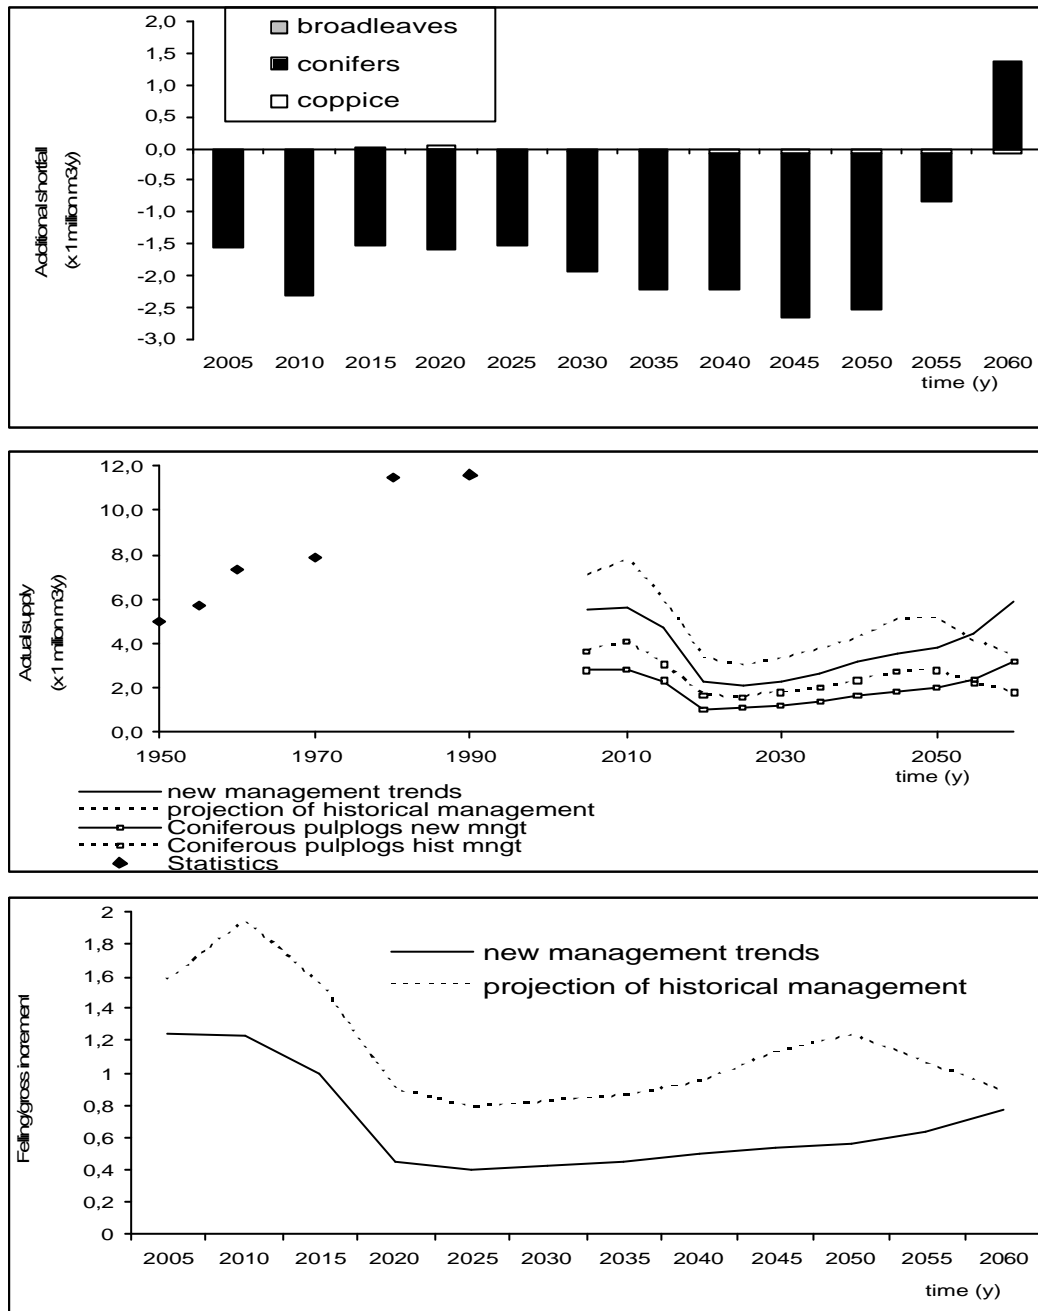 2,0
broadleaves
1,5
conifers
1,0
coppice
0,5
0,0
-0,5
-1,0
-1,5
-2,0
-2,5
-3,0
Additional shortfall
(x 1 million m3/y)
2005 2010 2015 2020 2025 2030 2035 2040 2045 2050 2055 2060
time (y)
12,0
10,0
8,0
6,0
4,0
2,0
0,0
Actual supply
(x 1 million m3/y)
1950 1970 1990 2010 2030 2050
time (y)
new management trends
projection of historical management
Coniferous pulplogs new mngt
Coniferous pulplogs hist mngt
Statistics
2
1,8
1,6
1,4
1,2
1
0,8
0,6
0,4
0,2
0
Felling/gross increment
new management trends
projection of historical management
2005 2010 2015 2020 2025 2030 2035 2040 2045 2050 2055 2060
time (y)